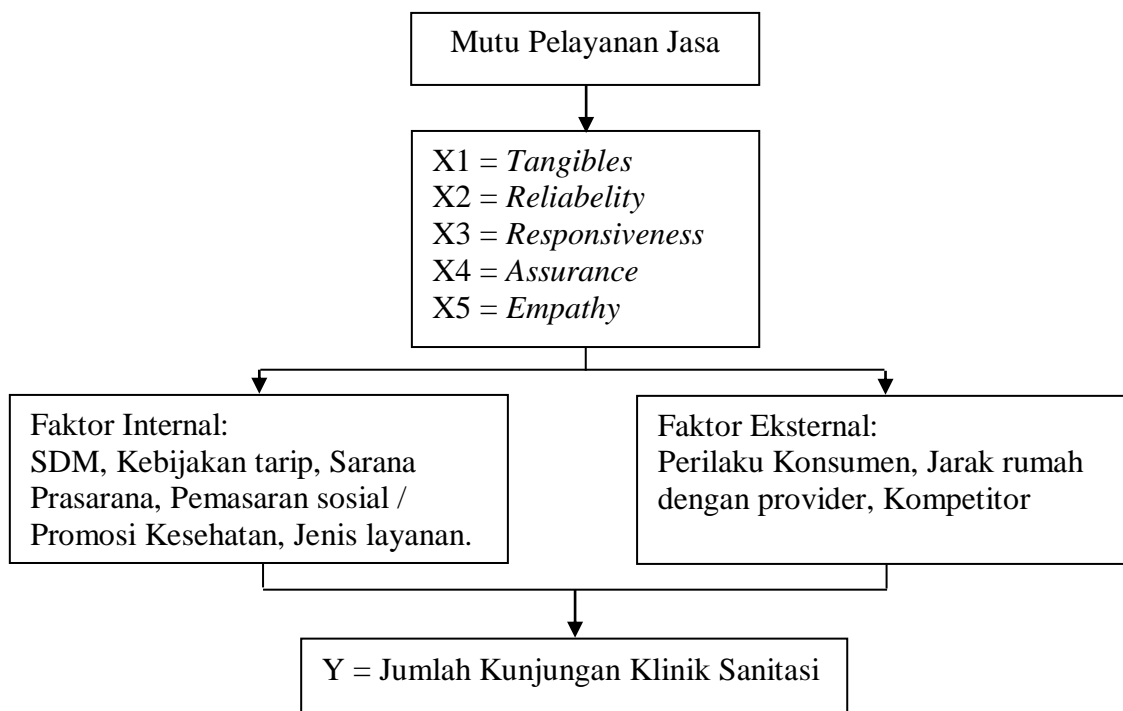 Mutu Pelayanan Jasa
X1 = Tangibles
X2 = Reliabelity
X3 = Responsiveness
X4 = Assurance
X5 = Empathy
Faktor Internal:
SDM, Kebijakan tarip, Sarana
Prasarana, Pemasaran sosial /
Promosi Kesehatan, Jenis layanan.
Faktor Eksternal:
Perilaku Konsumen, Jarak rumah
dengan provider, Kompetitor
Y = Jumlah Kunjungan Klinik Sanitasi